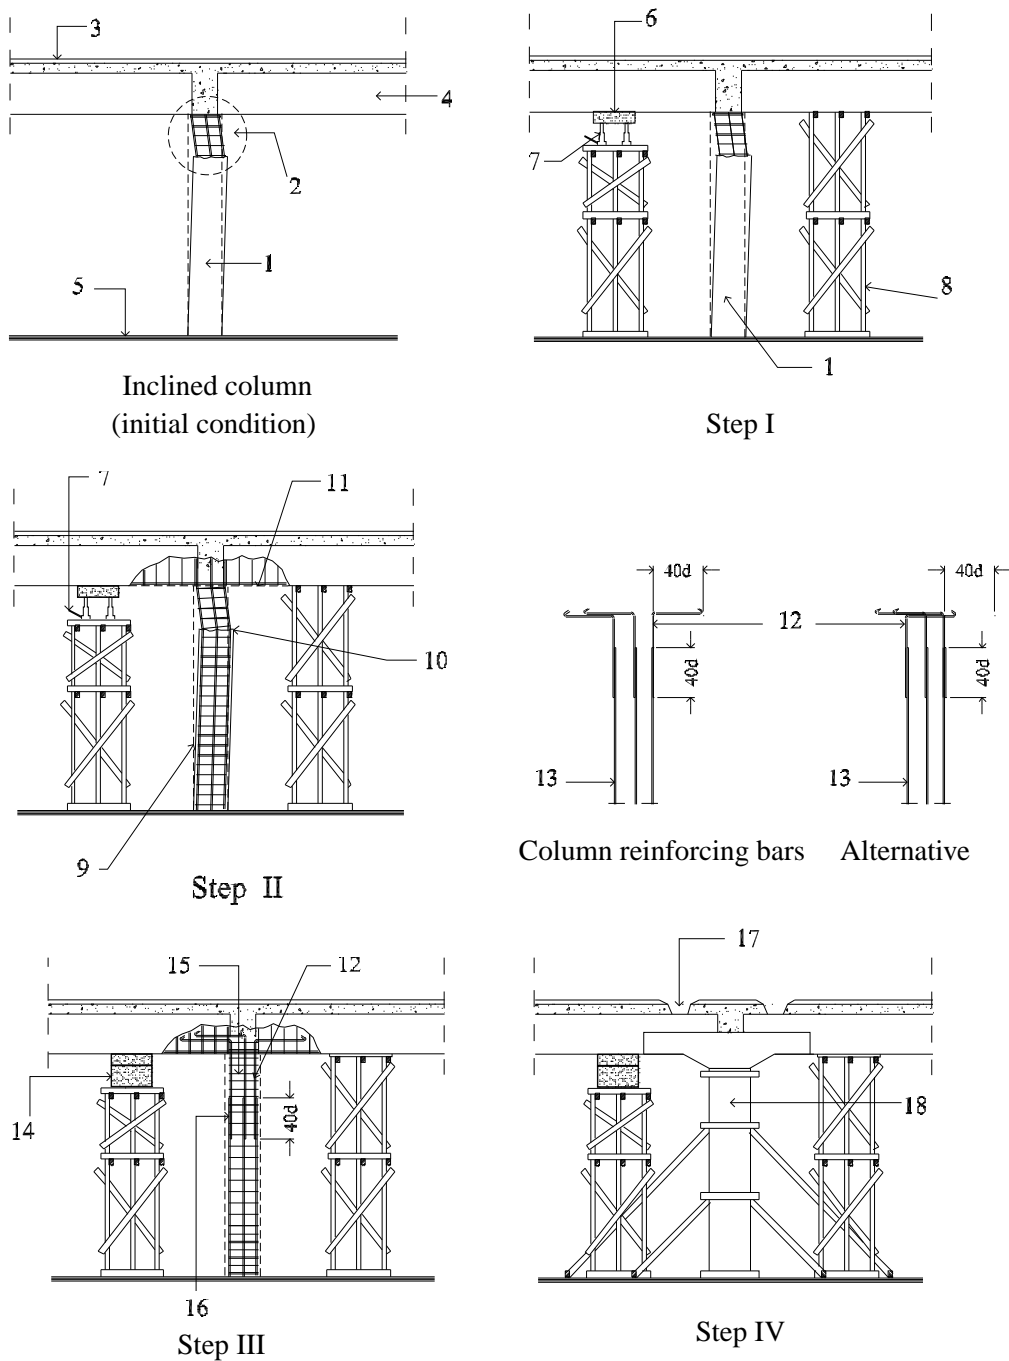 3
4
2
1
5
Inclined column
(initial condition)
6
7
8
1
Step I
7
11
10
9
Step II
40d
40d
12
40d
40d
13
13
Column reinforcing bars
Alternative
15
12
14
40d
16
Step III
17
18
Step IV